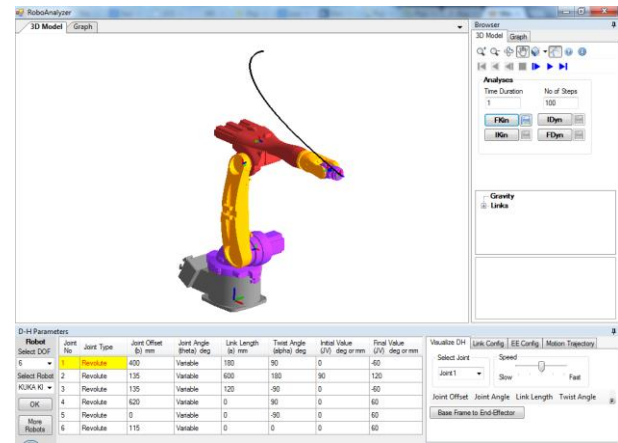 RoboAnalyzer
3D Model Graph
Browser
3D Model Graph
Analyses
Time Duration No of Steps
1 100
FKin IDyn
IKin FDyn
Gravity
Links
D-H Parameters
Robot
Select DOF
6
Select Robot
KUKA KI
OK
More
Robots
Joint No Joint Type Joint Offset (b) mm Joint Angle (theta) deg Link Length (a) mm Twist Angle (alpha) deg Initial Value (JV) deg or mm Final Value (JV) deg or mm
1 Revolute 400 Variable 180 90 0 -60
2 Revolute 135 Variable 600 180 90 120
3 Revolute 135 Variable 120 -90 0 -60
4 Revolute 620 Variable 0 90 0 60
5 Revolute 0 Variable 0 -90 0 60
6 Revolute 115 Variable 0 0 0 60
Visualize DH Link Config EE Config Motion Trajectory
Select Joint Speed
Joint1 Slow Fast
Joint Offset Joint Angle Link Length Twist Angle
Base Frame to End-Effector